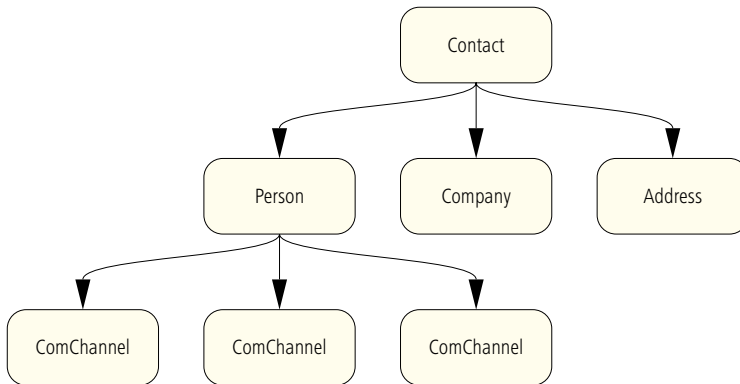 Contact
Person
Company
Address
ComChannel
ComChannel
ComChannel